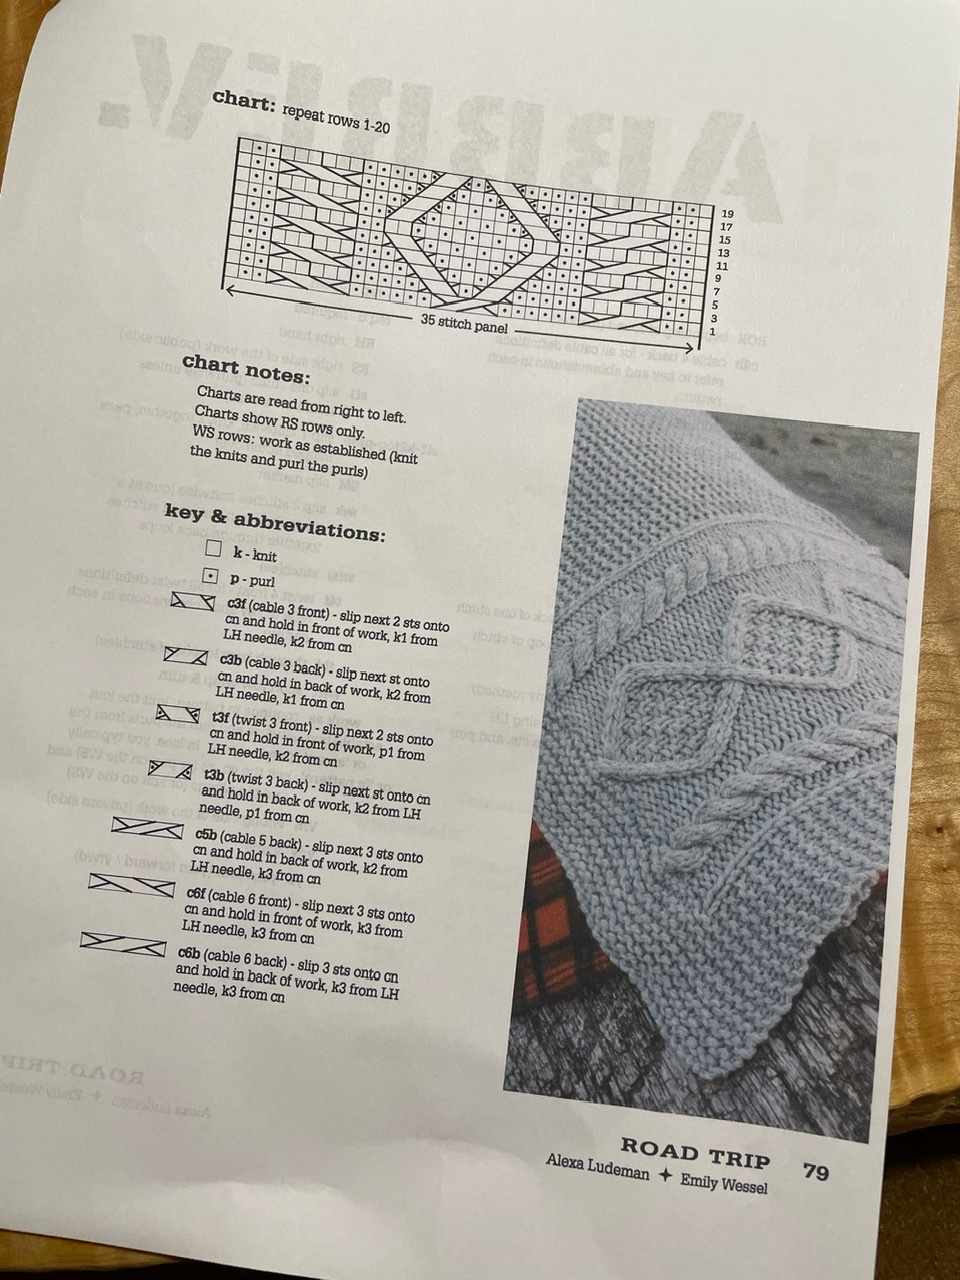 ABBEY.
chart: repeat rows 1-20
19
17
15
13
11
9
7
5
3
1
35 stitch panel
chart notes:
Charts are read from right to left.
Charts show RS rows only.
WS rows: work as established (knit
the knits and purl the purls)
key & abbreviations:
k - knit
p - purl
c3f (cable 3 front) - slip next 2 sts onto
cn and hold in front of work, k1 from
LH needle, k2 from cn
c3b (cable 3 back) - slip next st onto
cn and hold in back of work, k2 from
LH needle, k1 from cn
t3f (twist 3 front) - slip next 2 sts onto
cn and hold in front of work, p1 from
LH needle, k2 from cn
t3b (twist 3 back) - slip next st onto cn
and hold in back of work, k2 from LH
needle, p1 from cn
c5b (cable 5 back) - slip next 3 sts onto
cn and hold in back of work, k2 from
LH needle, k3 from cn
c6f (cable 6 front) - slip next 3 sts onto
cn and hold in front of work, k3 from
LH needle, k3 from cn
c6b (cable 6 back) - slip 3 sts onto cn
and hold in back of work, k3 from LH
needle, k3 from cn
ROAD TRIP
Alexa Ludeman + Emily Wessel
ROAD TRIP 79
Alexa Ludeman ✦ Emily Wessel